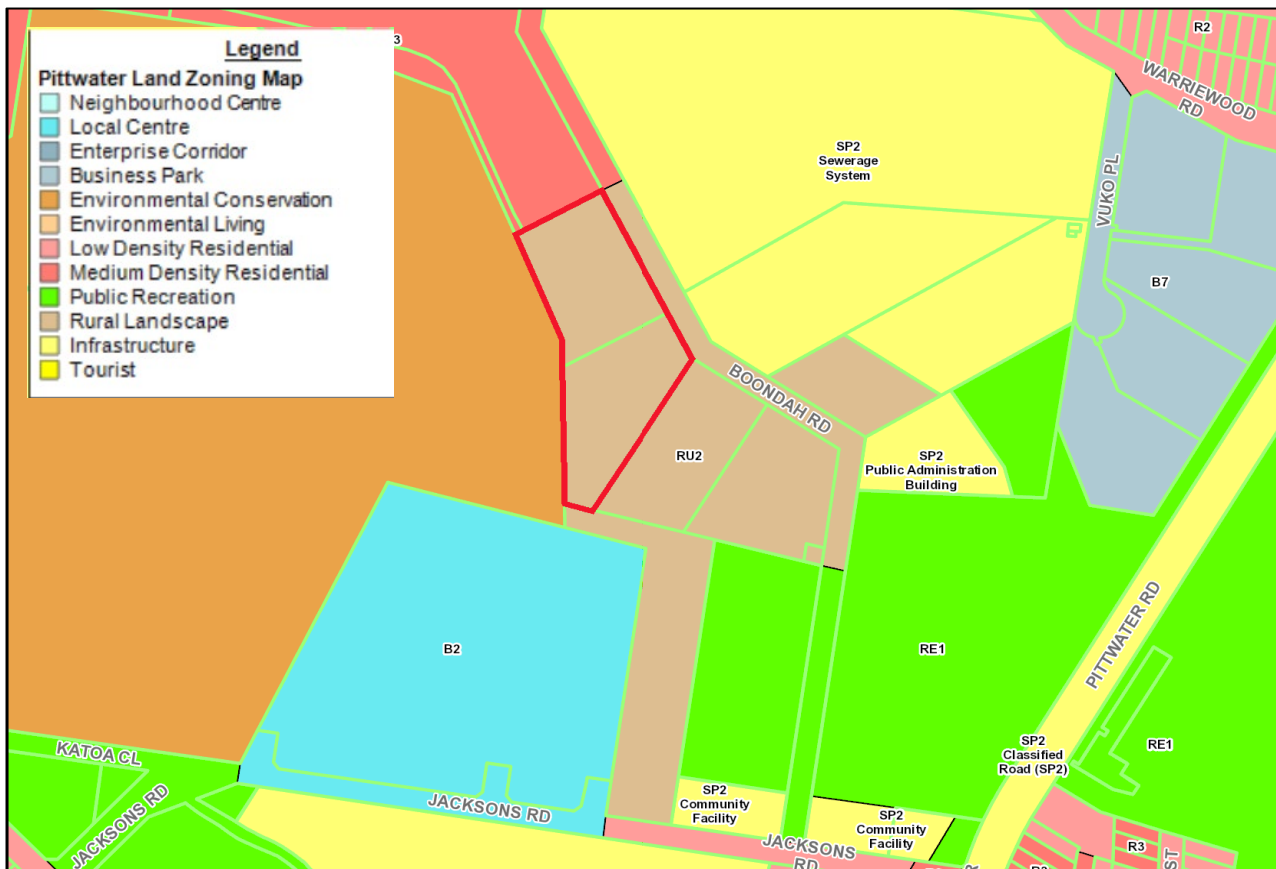 Legend
Pittwater Land Zoning Map
Neighbourhood Centre
Local Centre
Enterprise Corridor
Business Park
Environmental Conservation
Environmental Living
Low Density Residential
Medium Density Residential
Public Recreation
Rural Landscape
Infrastructure
Tourist
3
R2
WARRIEWOOD
RD
SP2
Sewerage
System
VUKO PL
B7
BOONDAH RD
RU2
SP2
Public Administration
Building
B2
RE1
PITTWATER RD
KATOA CL
JACKSONS RD
JACKSONS RD
SP2
Classified
Road (SP2)
RE1
SP2
Community
Facility
SP2
Community
Facility
JACKSONS
RD
R3
ST